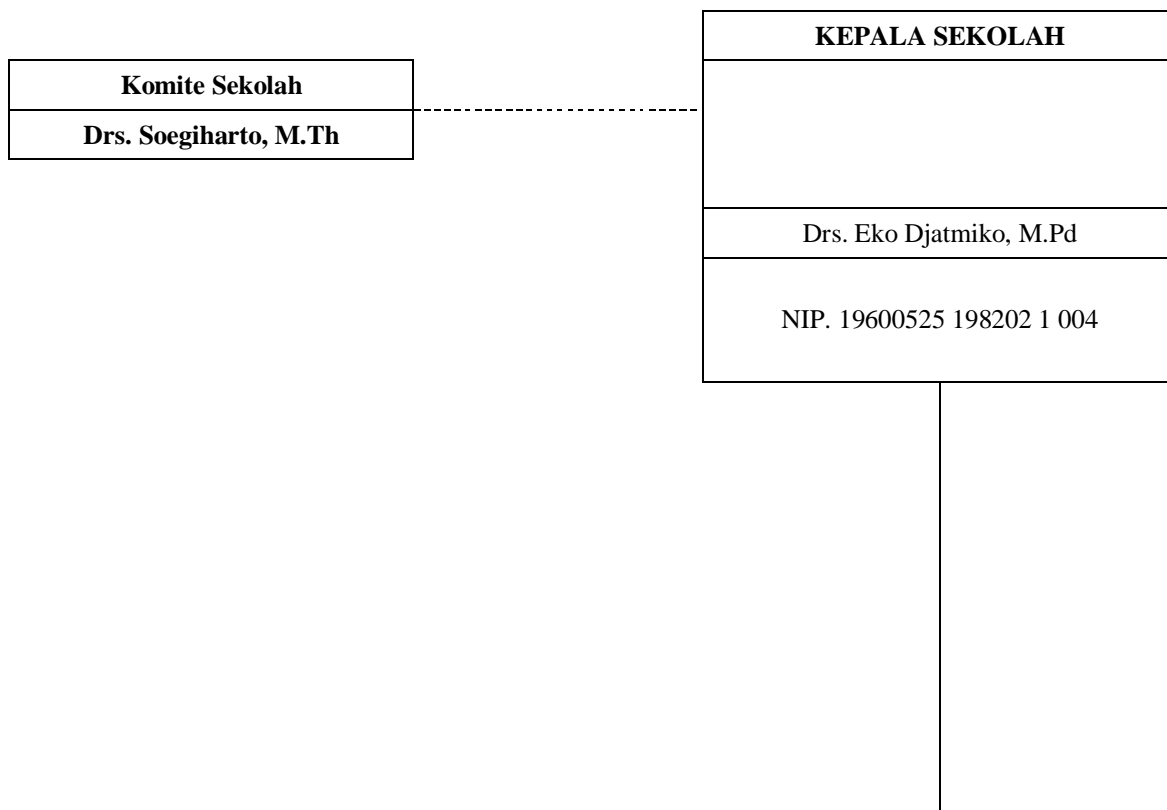 KEPALA SEKOLAH
Komite Sekolah
Drs. Soegiharto, M.Th
Drs. Eko Djatmiko, M.Pd
NIP. 19600525 198202 1 004